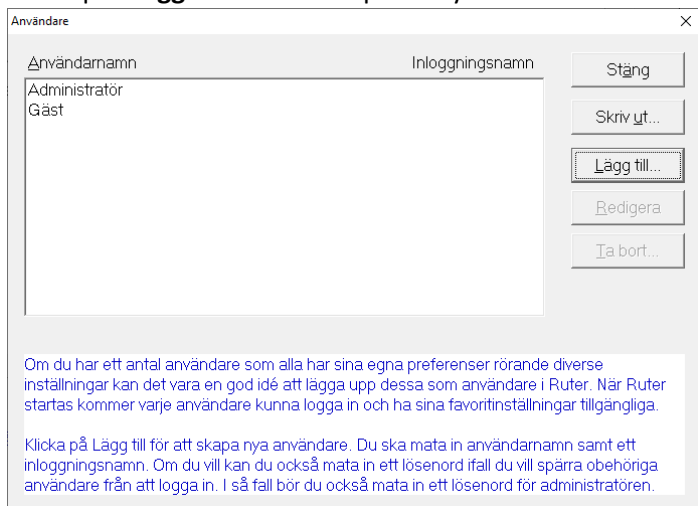 Användare
Användarnamn Inloggningsnamn
Stäng
Administratör
Gäst
Skriv ut...
Lägg till...
Redigera
Ta bort...
Om du har ett antal användare som alla har sina egna preferenser rörande diverse
inställningar kan det vara en god idé att lägga upp dessa som användare i Ruter. När Ruter
startas kommer varje användare kunna logga in och ha sina favoritinställningar tillgängliga.
Klicka på Lägg till för att skapa nya användare. Du ska mata in användarnamn samt ett
inloggningsnamn. Om du vill kan du också mata in ett lösenord ifall du vill spärra obehöriga
användare från att logga in. I så fall bör du också mata in ett lösenord för administratören.